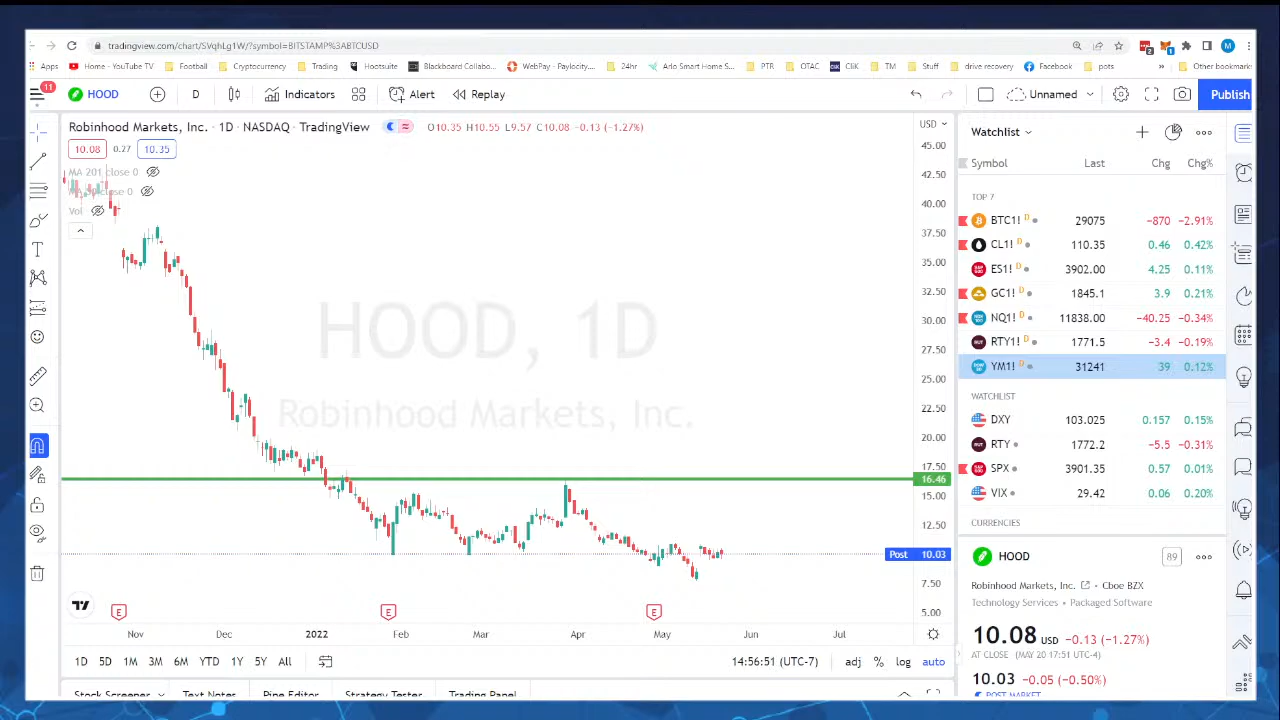 tradingview.com/chart/SVqhLg1W/?symbol=BITSTAMP%3ABTCUSD
Apps Home - YouTube TV Football Cryptocurrency Trading Hootsuite Blackboard Collabo... WebPay - Paylocity... 24hr Arlo Smart Home S... PTR OTAC C&K TM Stuff drive recovery Facebook » Other bookmarks
11 HOOD D Indicators Alert Replay Unnamed Publish
Robinhood Markets, Inc. · 1D · NASDAQ · TradingView O10.35 H10.55 L9.57 C10.08 −0.13 (−1.27%) USD
10.08 0.27 10.35
MA 201 close 0
close 0
Vol
45.00
42.50
40.00
37.50
35.00
32.50
30.00
27.50
25.00
22.50
20.00
17.50
16.46
15.00
12.50
Post 10.03
7.50
5.00
HOOD, 1D
Robinhood Markets, Inc.
E E E
Nov Dec 2022 Feb Mar Apr May Jun Jul
1D 5D 1M 3M 6M YTD 1Y 5Y All 14:56:51 (UTC-7) adj % log auto
Stock Screener Text Notes Pine Editor Strategy Tester Trading Panel
Watchlist
Symbol Last Chg Chg%
TOP 7
BTC1! D 29075 −870 −2.91%
CL1! D 110.35 0.46 0.42%
ES1! D 3902.00 4.25 0.11%
GC1! D 1845.1 3.9 0.21%
NQ1! D 11838.00 −40.25 −0.34%
RTY1! D 1771.5 −3.4 −0.19%
YM1! D 31241 39 0.12%
WATCHLIST
DXY 103.025 0.157 0.15%
RTY 1772.2 −5.5 −0.31%
SPX 3901.35 0.57 0.01%
VIX 29.42 0.06 0.20%
CURRENCIES
HOOD 89
Robinhood Markets, Inc. • Cboe BZX
Technology Services • Packaged Software
10.08 USD −0.13 (−1.27%)
AT CLOSE (MAY 20 17:51 UTC-4)
10.03 −0.05 (−0.50%)
POST MARKET